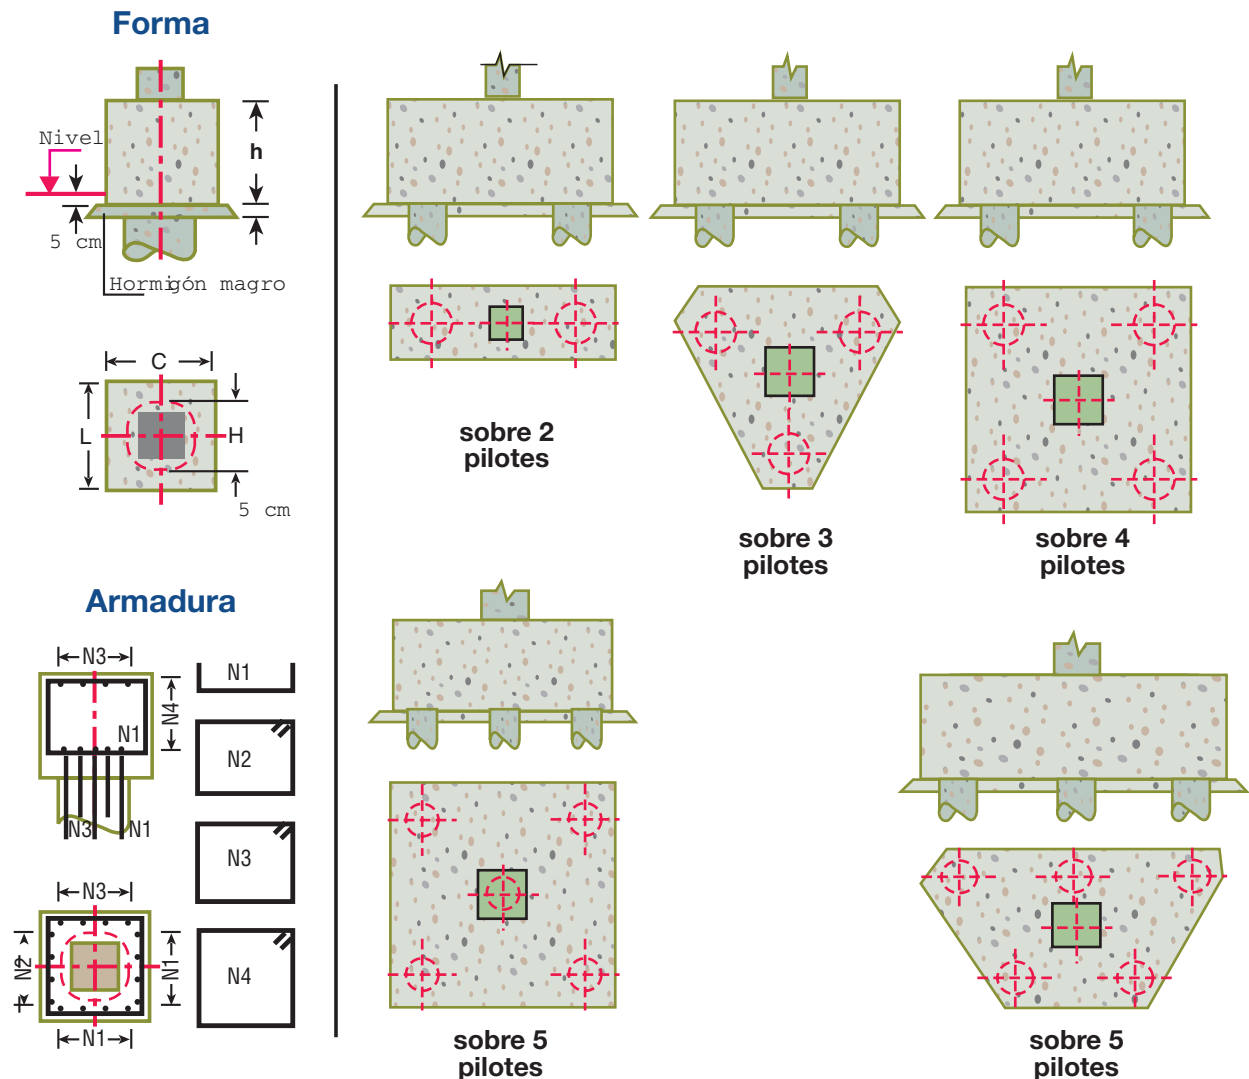 Forma
Nivel
h
5 cm
Hormigón magro
C
L
H
5 cm
sobre 2
pilotes
sobre 3
pilotes
sobre 4
pilotes
Armadura
N3
N4
N1
N3
N1
N1
N2
N3
N4
N3
N2
N1
N1
sobre 5
pilotes
sobre 5
pilotes